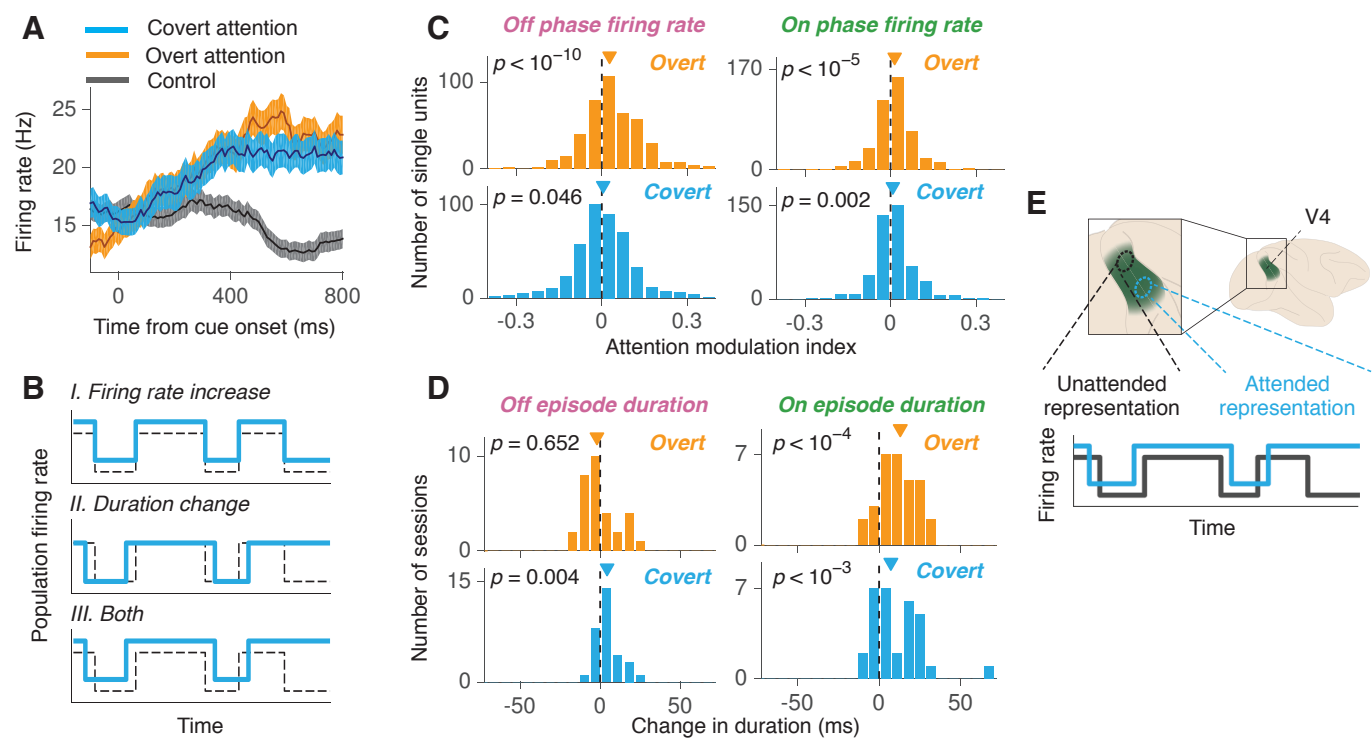 A
Covert attention
Overt attention
Control
Firing rate (Hz)
25
20
15
0
400
800
Time from cue onset (ms)
B
Population firing rate
I. Firing rate increase
II. Duration change
III. Both
Time
C
Off phase firing rate
On phase firing rate
Number of single units
p < 10⁻¹⁰
Overt
100
0
p < 10⁻⁵
Overt
170
0
p = 0.046
Covert
100
0
p = 0.002
Covert
150
0
-0.3
0
0.3
-0.3
0
0.3
Attention modulation index
D
Off episode duration
On episode duration
Number of sessions
p = 0.652
Overt
10
0
p < 10⁻⁴
Overt
7
0
p = 0.004
Covert
15
0
p < 10⁻³
Covert
7
0
-50
0
50
-50
0
50
Change in duration (ms)
E
V4
Unattended
representation
Attended
representation
Firing rate
Time